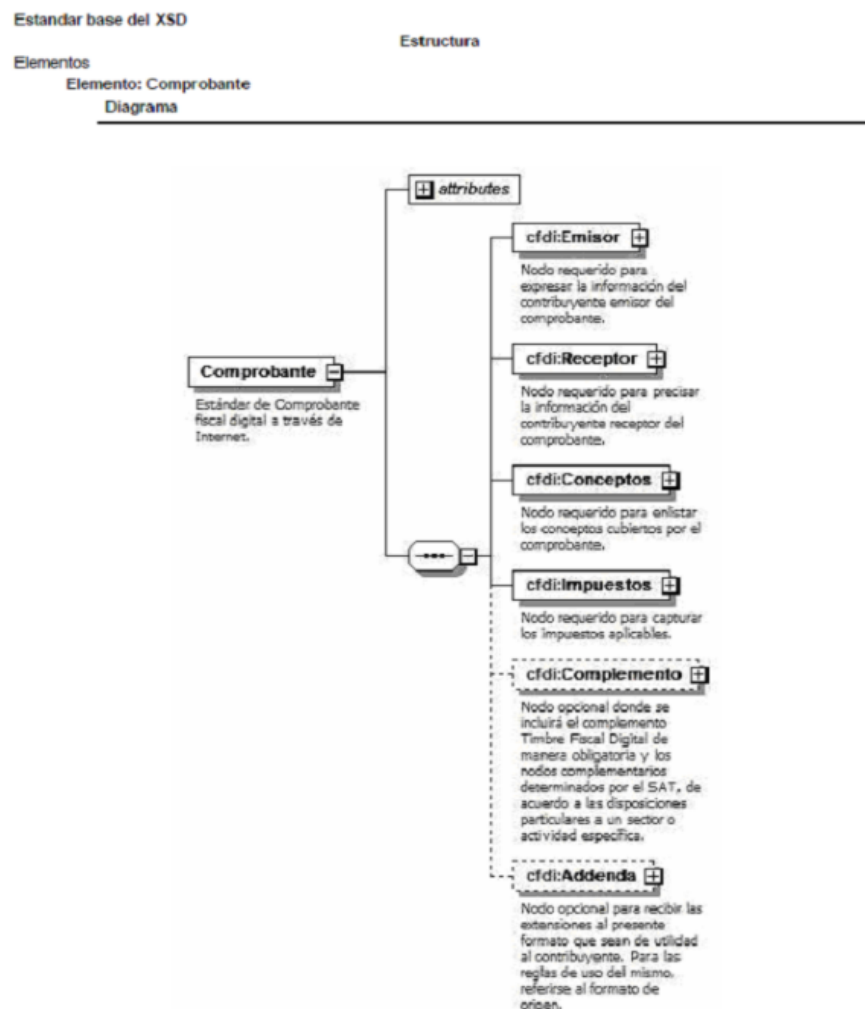 Estandar base del XSD
Estructura
Elementos
Elemento: Comprobante
Diagrama
attributes
cfdi:Emisor
Nodo requerido para
expresar la información del
contribuyente emisor del
comprobante.
Comprobante
Estándar de Comprobante
fiscal digital a través de
Internet.
cfdi:Receptor
Nodo requerido para precisar
la información del
contribuyente receptor del
comprobante.
cfdi:Conceptos
Nodo requerido para enlistar
los conceptos cubiertos por el
comprobante.
cfdi:Impuestos
Nodo requerido para capturar
los impuestos aplicables.
cfdi:Complemento
Nodo opcional donde se
incluirá el complemento
Timbre Fiscal Digital de
manera obligatoria y los
nodos complementarios
determinados por el SAT, de
acuerdo a las disposiciones
particulares a un sector o
actividad específica.
cfdi:Addenda
Nodo opcional para recibir las
extensiones al presente
formato que sean de utilidad
al contribuyente. Para las
reglas de uso del mismo,
referirse al formato de
origen.